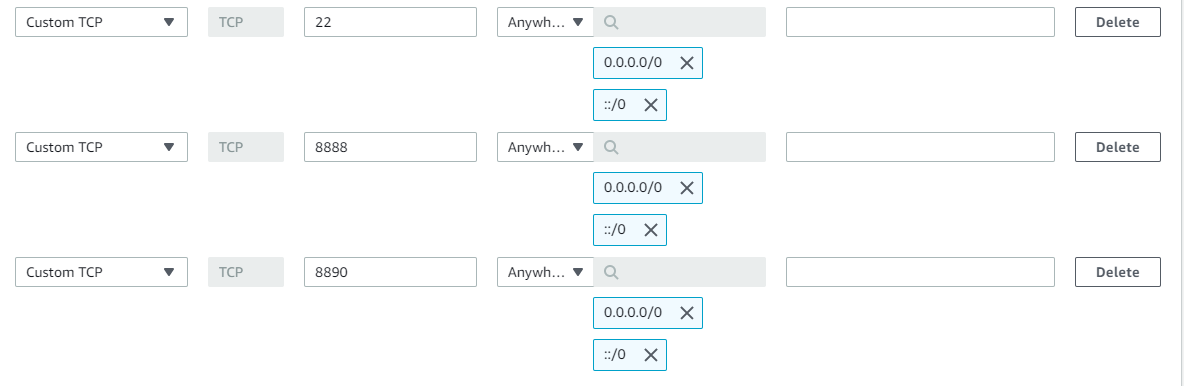 Custom TCP TCP 22 Anywh... Delete
0.0.0.0/0
::/0
Custom TCP TCP 8888 Anywh... Delete
0.0.0.0/0
::/0
Custom TCP TCP 8890 Anywh... Delete
0.0.0.0/0
::/0